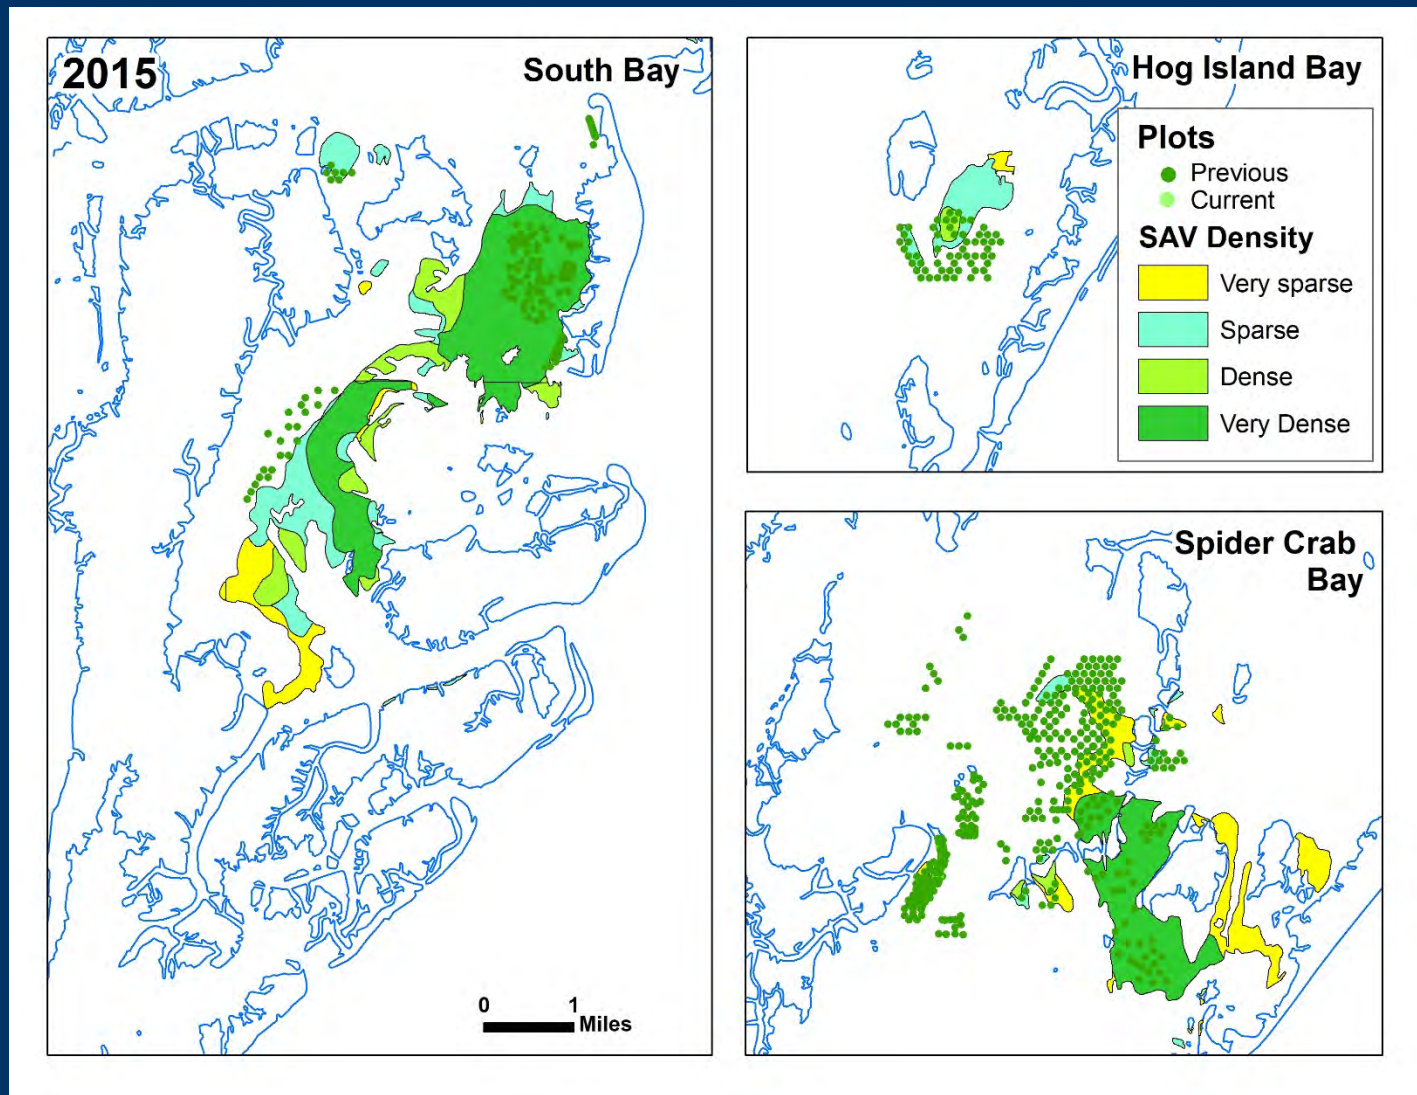 2015
South Bay
0 1
Miles
Hog Island Bay
Plots
Previous
Current
SAV Density
Very sparse
Sparse
Dense
Very Dense
Spider Crab
Bay